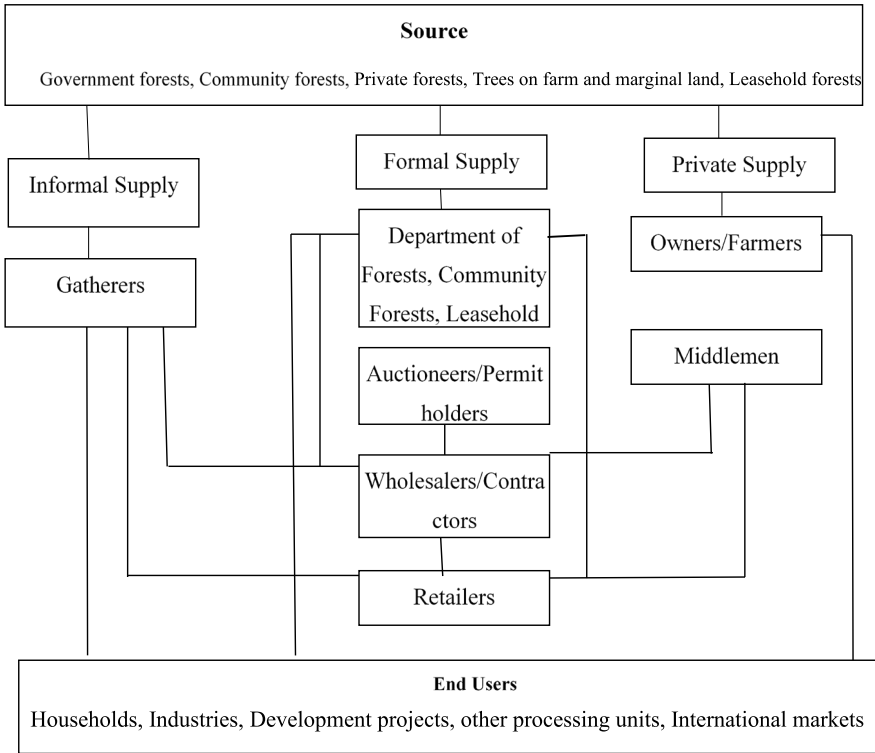 Source
Government forests, Community forests, Private forests, Trees on farm and marginal land, Leasehold forests
Informal Supply
Formal Supply
Private Supply
Gatherers
Department of
Forests, Community
Forests, Leasehold
Owners/Farmers
Auctioneers/Permit
holders
Middlemen
Wholesalers/Contra
ctors
Retailers
End Users
Households, Industries, Development projects, other processing units, International markets